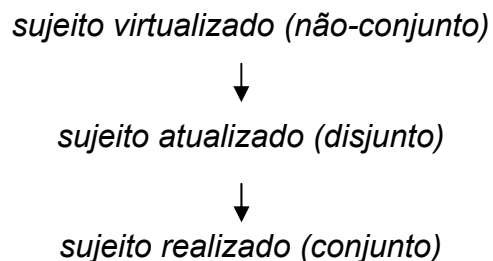 sujeito virtualizado (não-conjunto)
sujeito atualizado (disjunto)
sujeito realizado (conjunto)